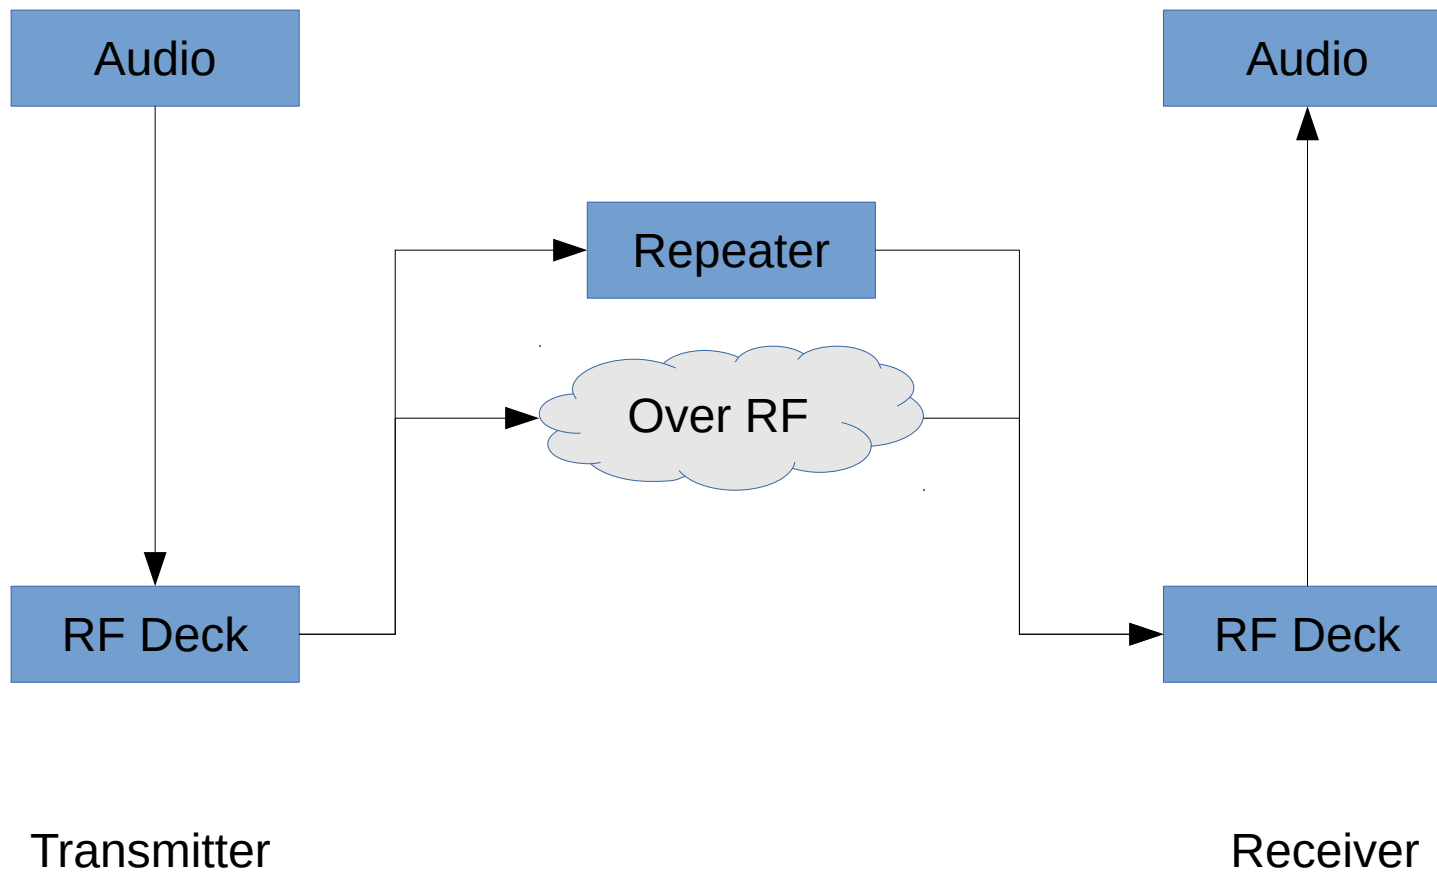 Audio
Audio
Repeater
Over RF
RF Deck
RF Deck
Transmitter
Receiver